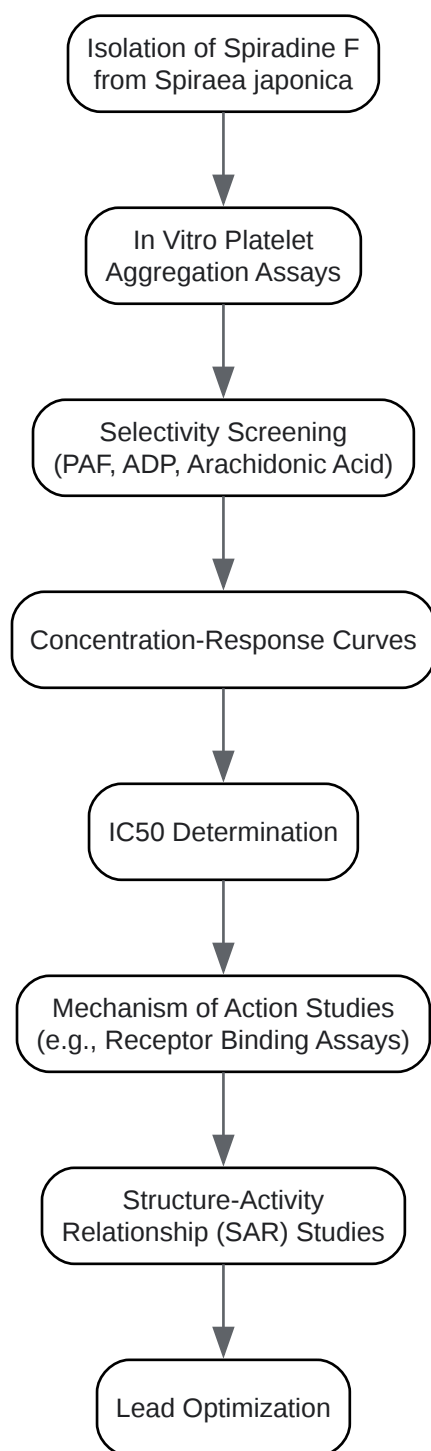 Isolation of Spiradine F
from Spiraea japonica
In Vitro Platelet
Aggregation Assays
Selectivity Screening
(PAF, ADP, Arachidonic Acid)
Concentration-Response Curves
IC50 Determination
Mechanism of Action Studies
(e.g., Receptor Binding Assays)
Structure-Activity
Relationship (SAR) Studies
Lead Optimization